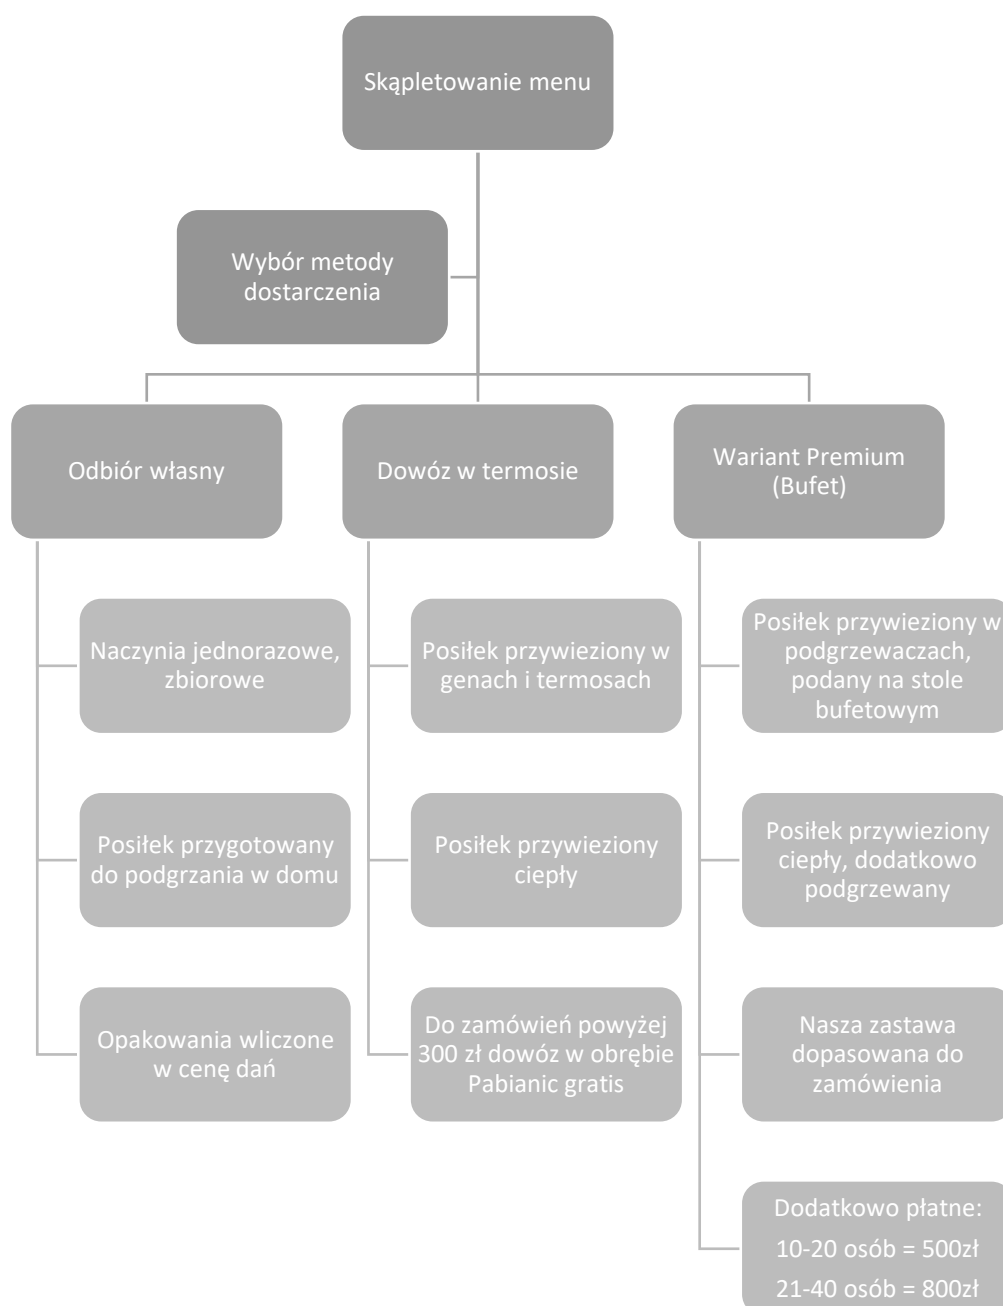 Skąpletowanie menu
Wybór metody
dostarczenia
Odbiór własny
Naczynia jednorazowe,
zbiorowe
Posiłek przygotowany
do podgrzania w domu
Opakowania wliczone
w cenę dań
Dowóz w termosie
Posiłek przywieziony w
genach i termosach
Posiłek przywieziony
ciepły
Do zamówień powyżej
300 zł dowóz w obrębie
Pabianic gratis
Wariant Premium
(Bufet)
Posiłek przywieziony w
podgrzewaczach,
podany na stole
bufetowym
Posiłek przywieziony
ciepły, dodatkowo
podgrzewany
Nasza zastawa
dopasowana do
zamówienia
Dodatkowo płatne:
10-20 osób = 500zł
21-40 osób = 800zł